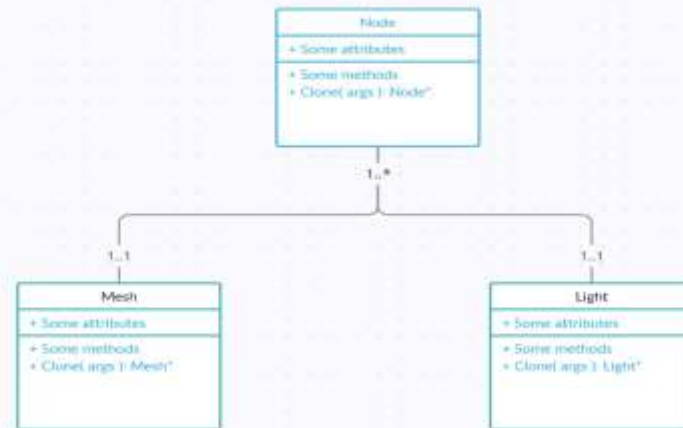 Node
+ Some attributes
+ Some methods
+ Clone( args ): Node*
1..*
1..1
1..1
Mesh
+ Some attributes
+ Some methods
+ Clone( args ): Mesh*
Light
+ Some attributes
+ Some methods
+ Clone( args ): Light*